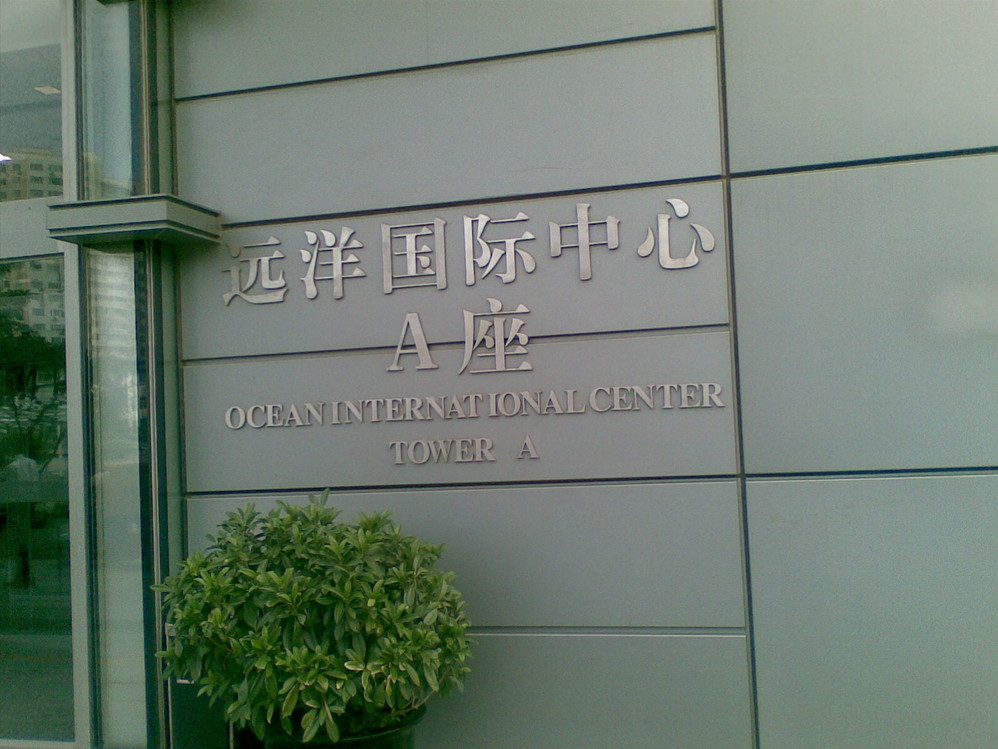 远洋国际中心
A座
OCEAN INTERNATIONAL CENTER
TOWER A